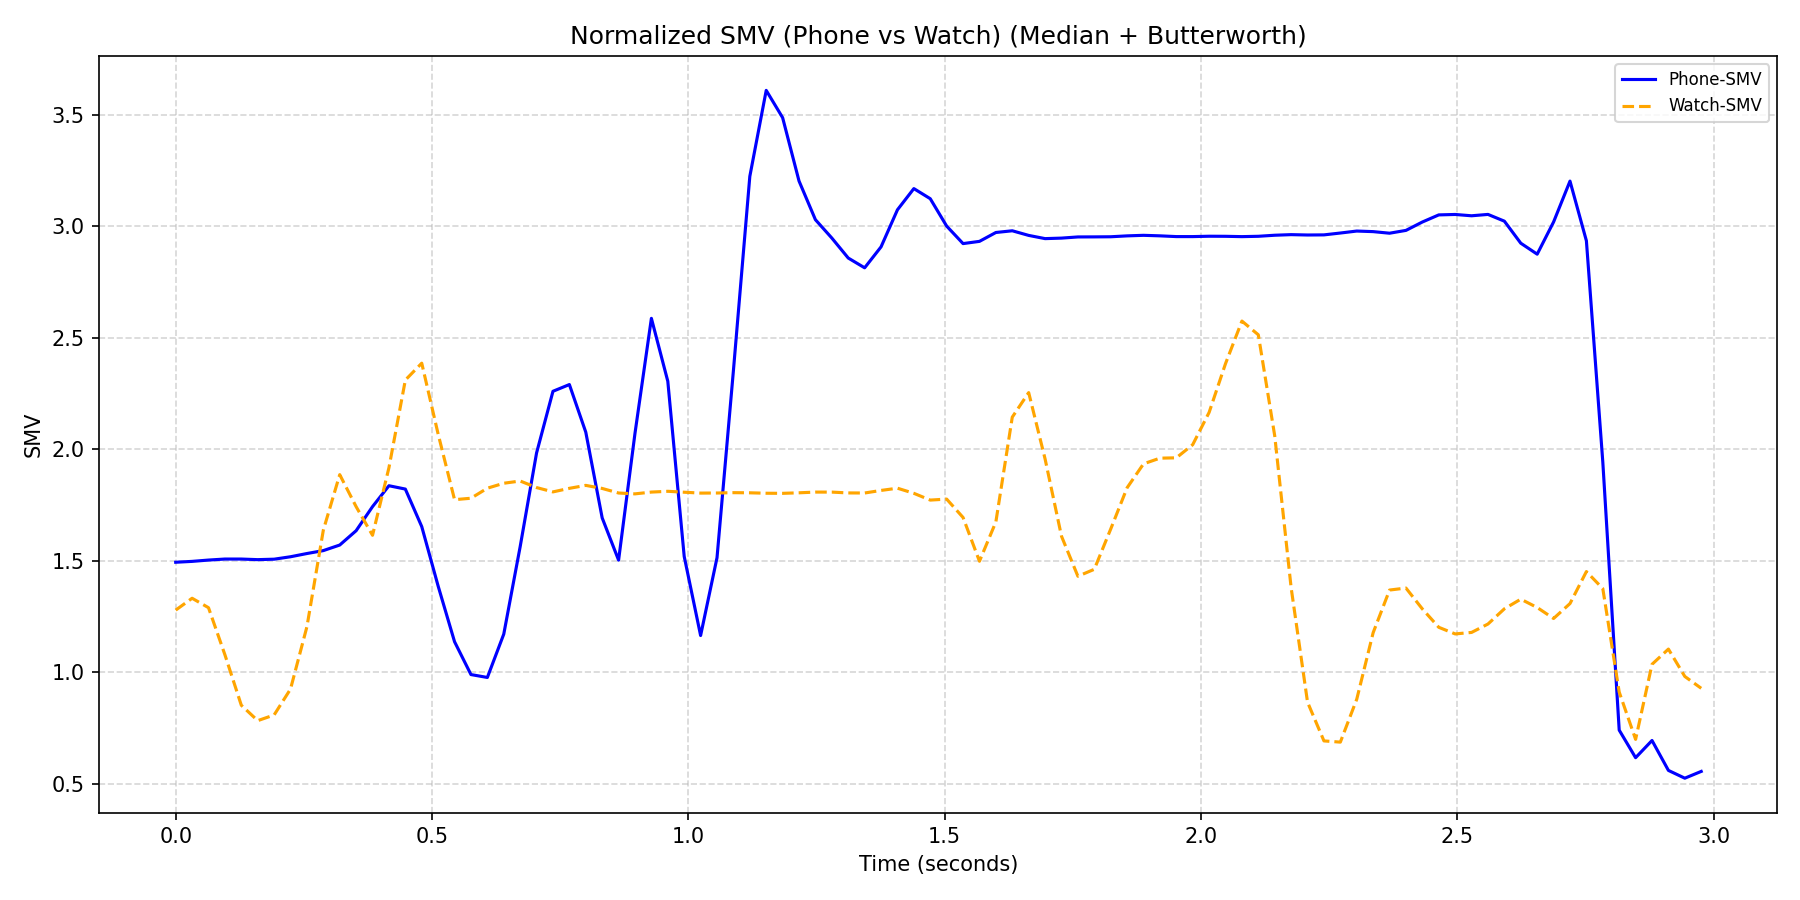 Normalized SMV (Phone vs Watch) (Median + Butterworth)
Phone-SMV
Watch-SMV
3.5
3.0
2.5
2.0
1.5
1.0
0.5
SMV
0.0 0.5 1.0 1.5 2.0 2.5 3.0
Time (seconds)